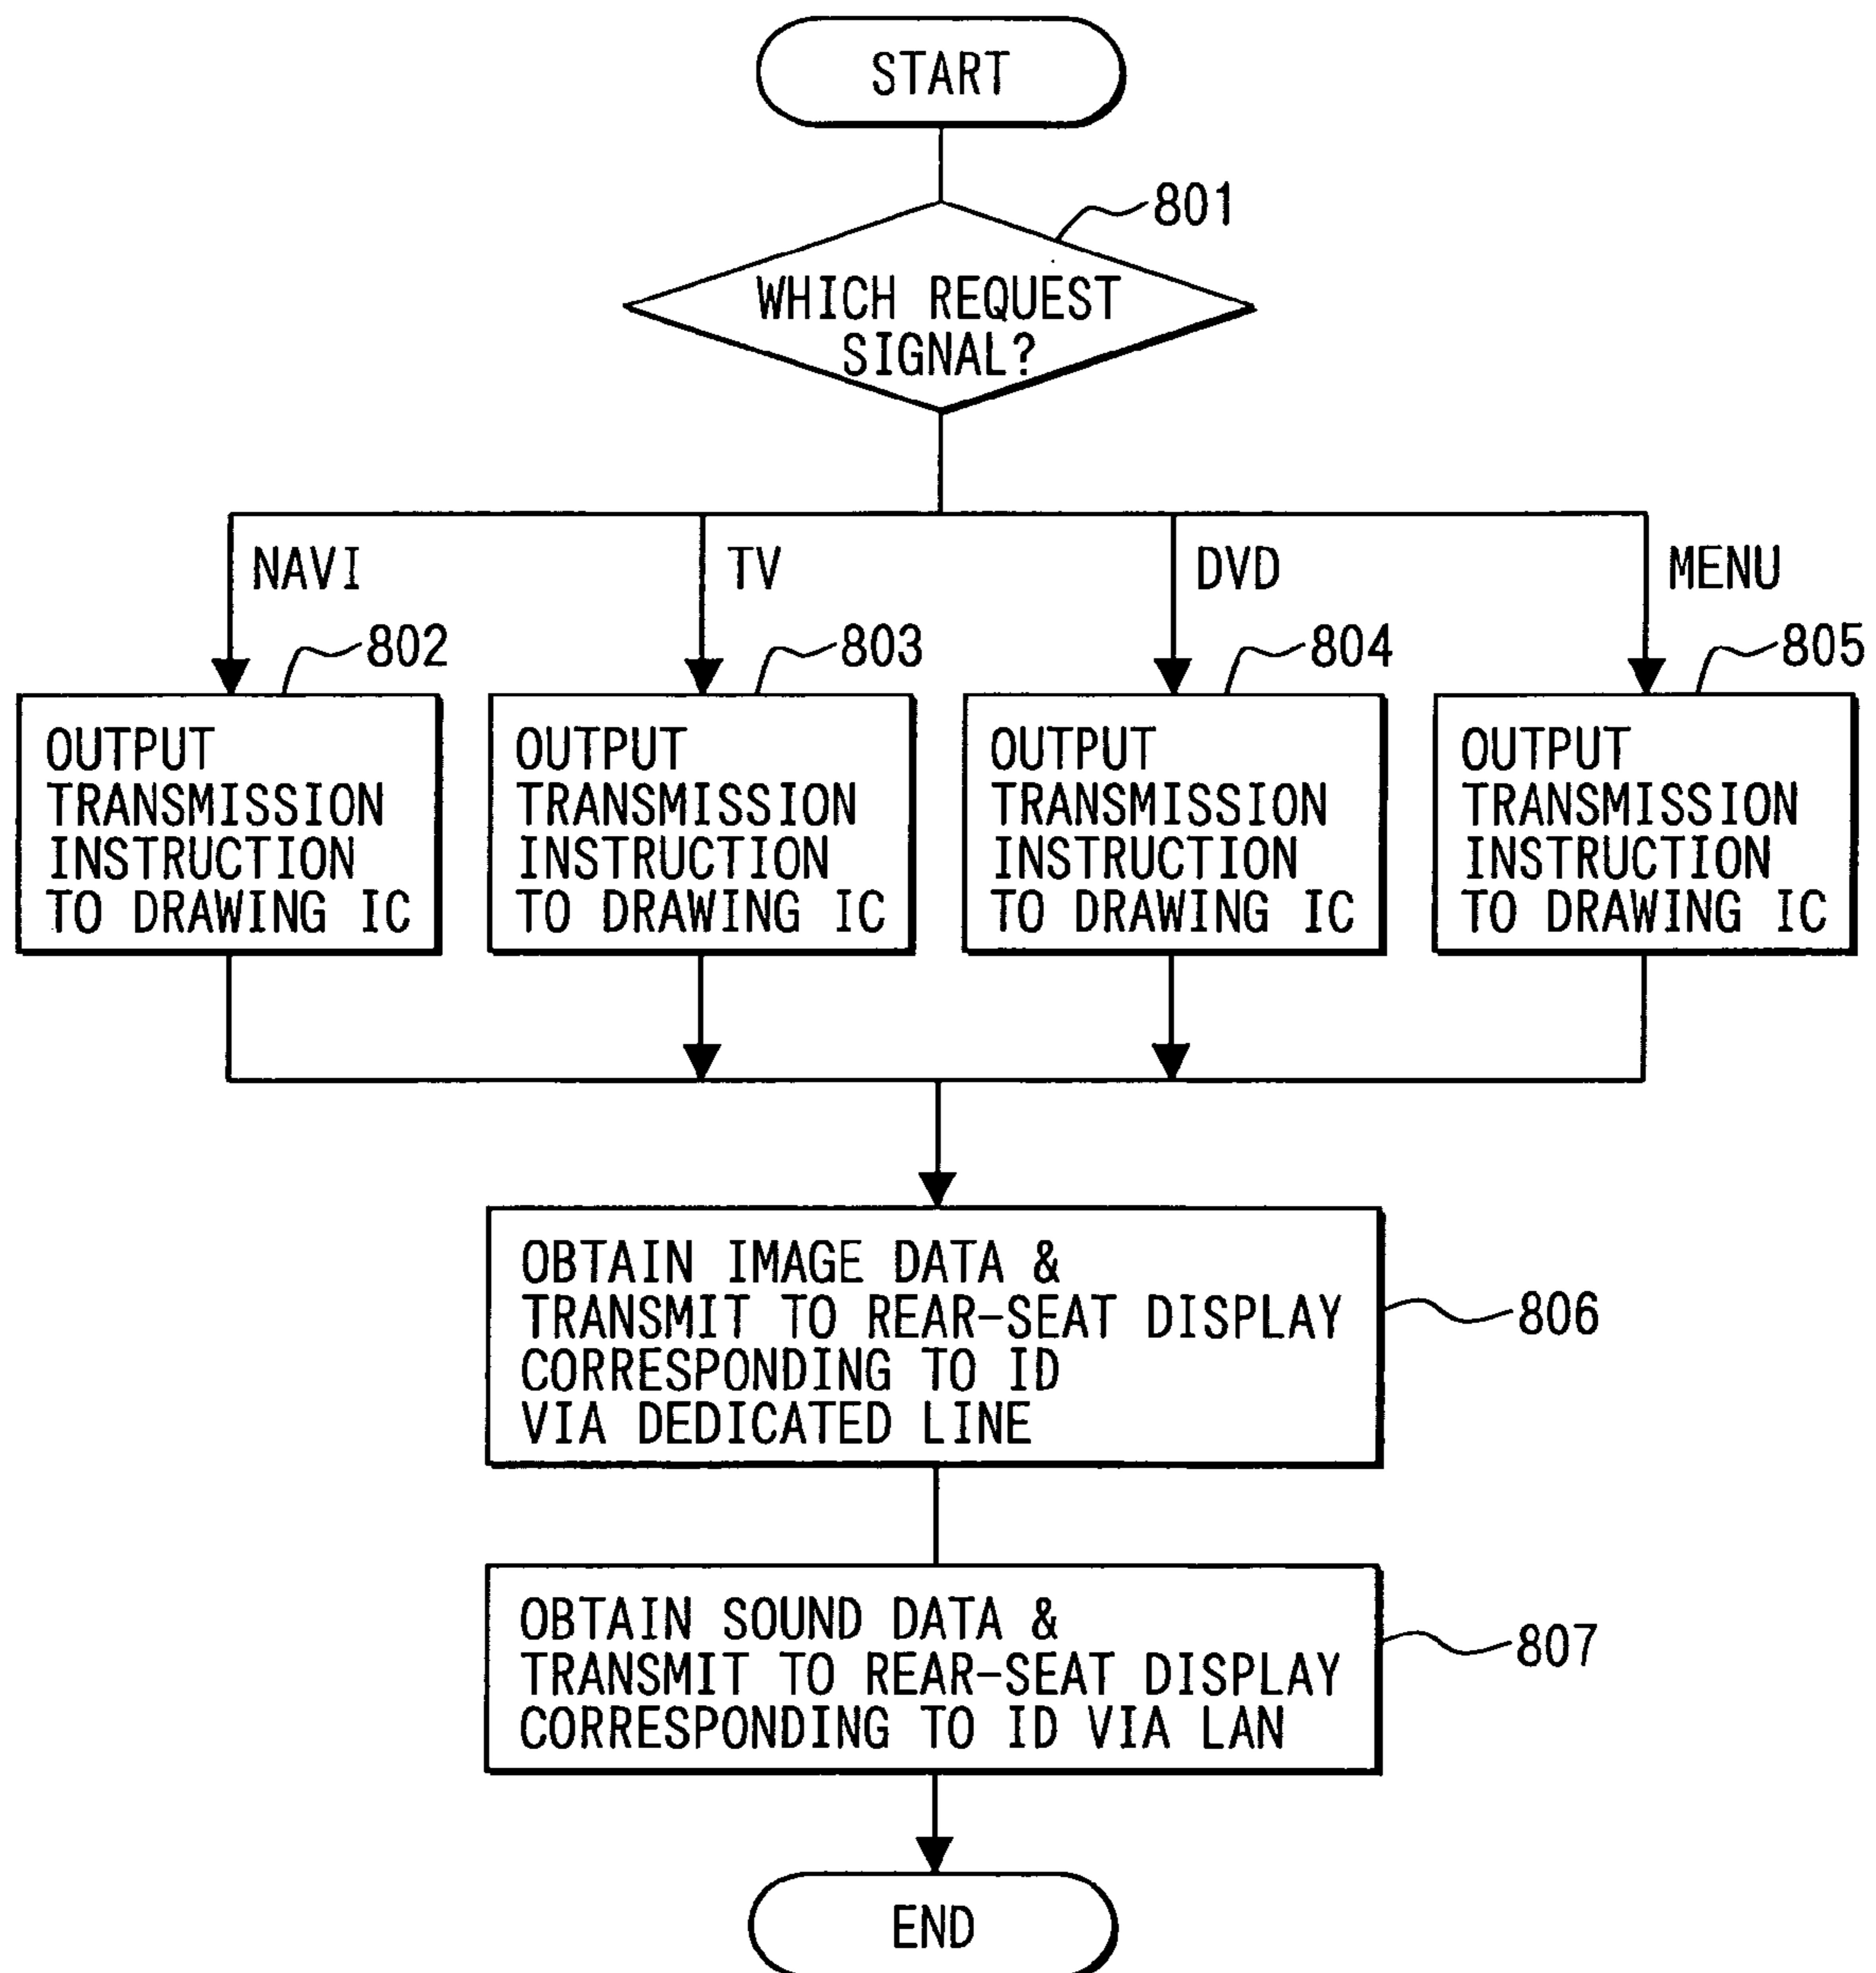 START
801
WHICH REQUEST
SIGNAL?
NAVI
TV
DVD
MENU
802
803
804
805
OUTPUT
TRANSMISSION
INSTRUCTION
TO DRAWING IC
OUTPUT
TRANSMISSION
INSTRUCTION
TO DRAWING IC
OUTPUT
TRANSMISSION
INSTRUCTION
TO DRAWING IC
OUTPUT
TRANSMISSION
INSTRUCTION
TO DRAWING IC
OBTAIN IMAGE DATA &
TRANSMIT TO REAR-SEAT DISPLAY
CORRESPONDING TO ID
VIA DEDICATED LINE
806
OBTAIN SOUND DATA &
TRANSMIT TO REAR-SEAT DISPLAY
CORRESPONDING TO ID VIA LAN
807
END